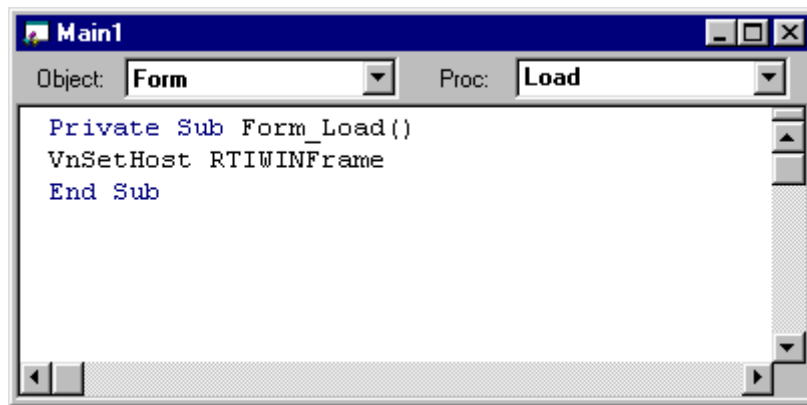 Main1
Object: Form Proc: Load
Private Sub Form_Load()
VnSetHost RTIWINFrame
End Sub